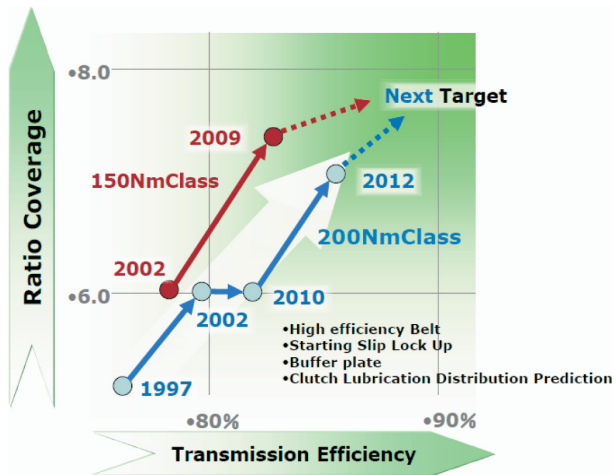 Ratio Coverage
•8.0
Next Target
2009
150NmClass
2012
200NmClass
2002
•6.0
2002
2010
•High efficiency Belt
•Starting Slip Lock Up
•Buffer plate
•Clutch Lubrication Distribution Prediction
1997
•80%
•90%
Transmission Efficiency